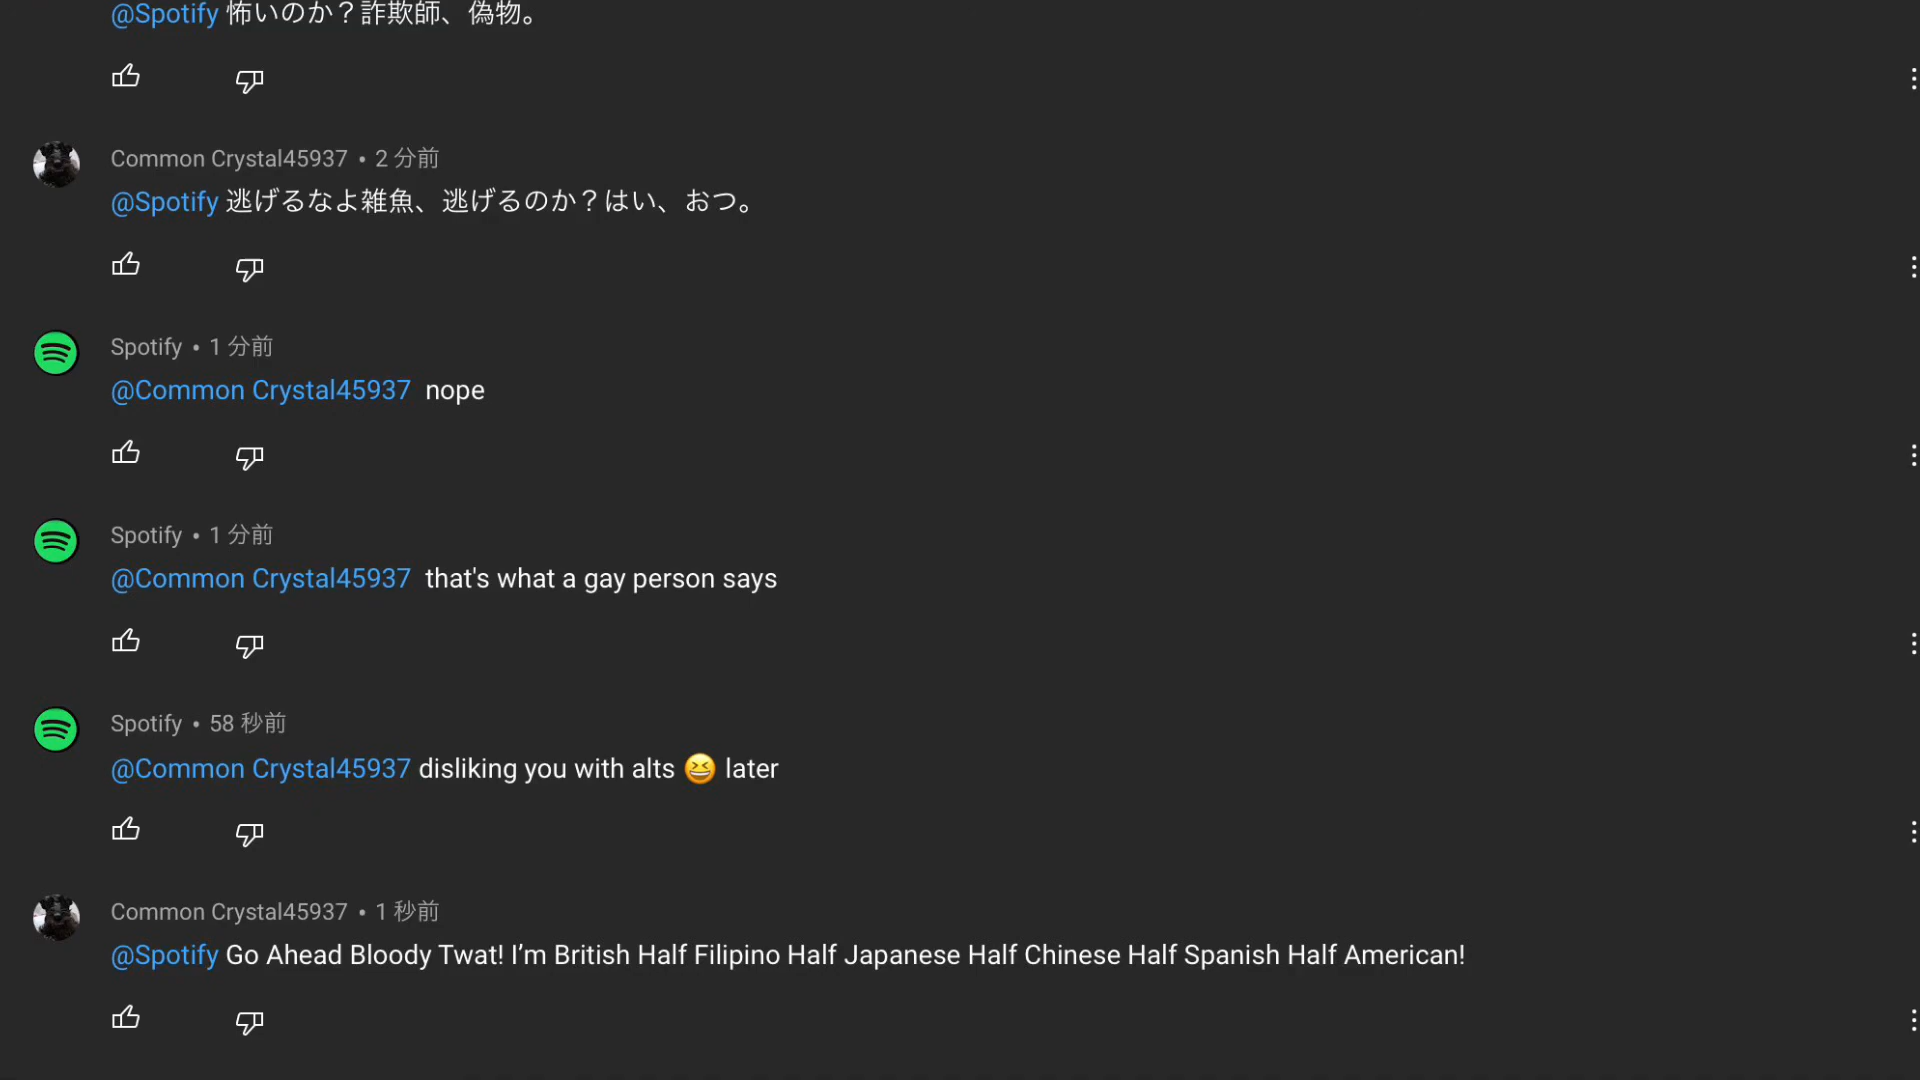 @Spotify 怖いのか？詐欺師、偽物。
Common Crystal45937 • 2 分前
@Spotify 逃げるなよ雑魚、逃げるのか？はい、おつ。
Spotify • 1 分前
@Common Crystal45937 nope
Spotify • 1 分前
@Common Crystal45937 that's what a gay person says
Spotify • 58 秒前
@Common Crystal45937 disliking you with alts 😆 later
Common Crystal45937 • 1 秒前
@Spotify Go Ahead Bloody Twat! I’m British Half Filipino Half Japanese Half Chinese Half Spanish Half American!